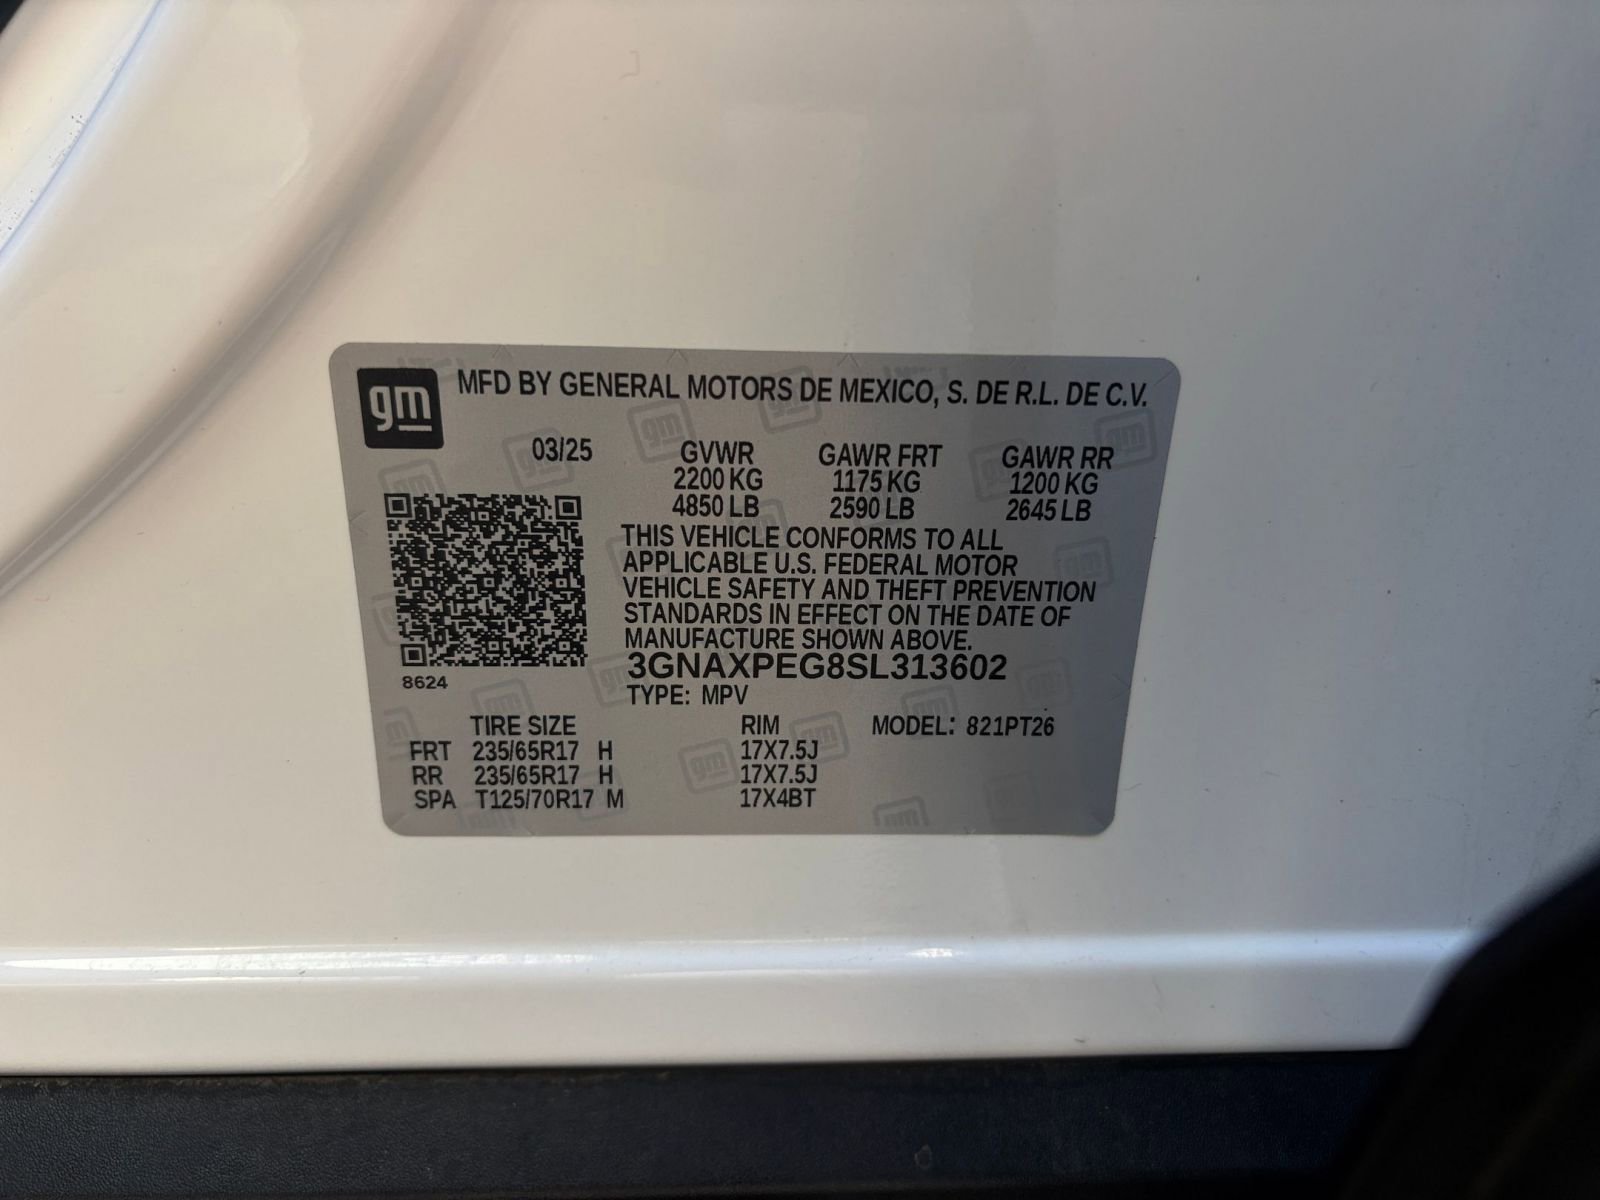 gm MFD BY GENERAL MOTORS DE MEXICO, S. DE R.L. DE C.V.
03/25 GVWR GAWR FRT GAWR RR
2200 KG 1175 KG 1200 KG
4850 LB 2590 LB 2645 LB
THIS VEHICLE CONFORMS TO ALL
APPLICABLE U.S. FEDERAL MOTOR
VEHICLE SAFETY AND THEFT PREVENTION
STANDARDS IN EFFECT ON THE DATE OF
MANUFACTURE SHOWN ABOVE.
3GNAXPEG8SL313602
8624
TYPE: MPV
TIRE SIZE RIM MODEL: 821PT26
FRT 235/65R17 H 17X7.5J
RR 235/65R17 H 17X7.5J
SPA T125/70R17 M 17X4BT